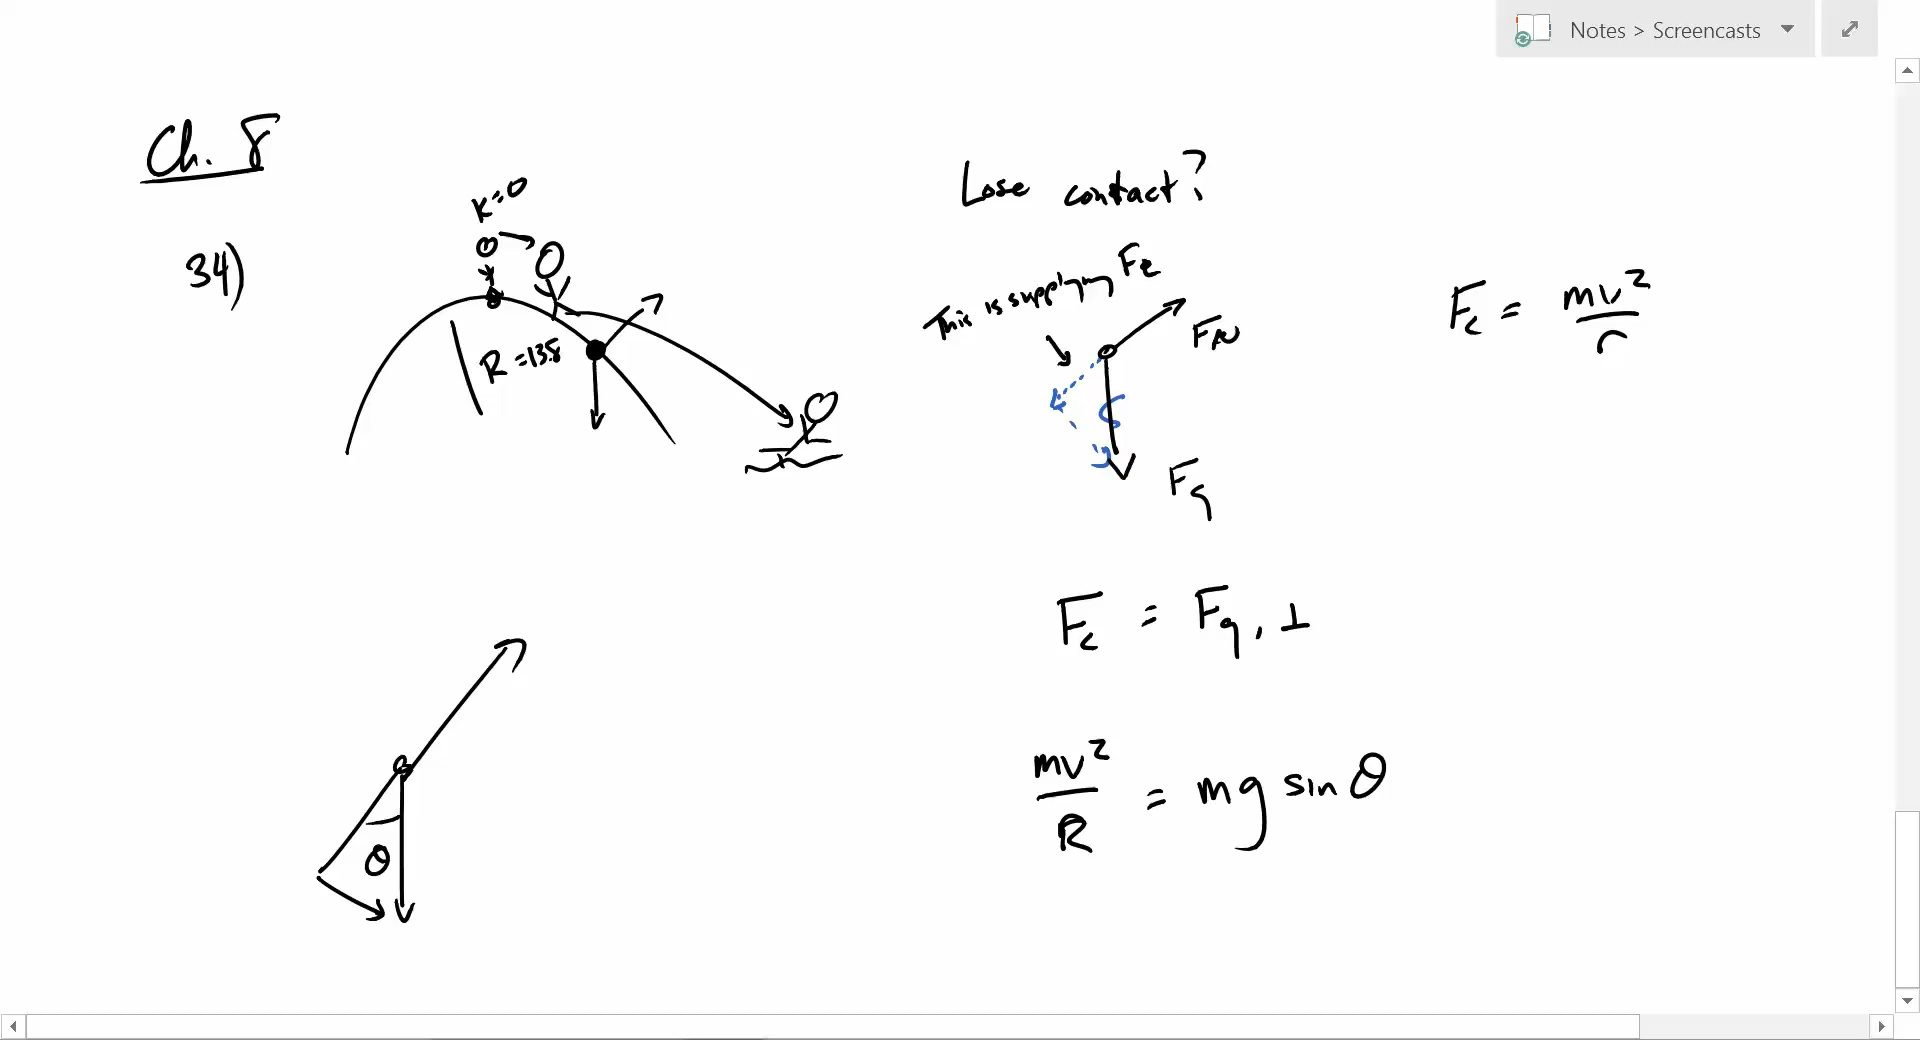 Notes > Screencasts
Ch. 8
34)
K=0
R=13.8
Lose contact?
This is supplying Fc
FN
Fg
Fc = mv²/r
Fc = Fg,⊥
mv²/R = mg sin θ
θ